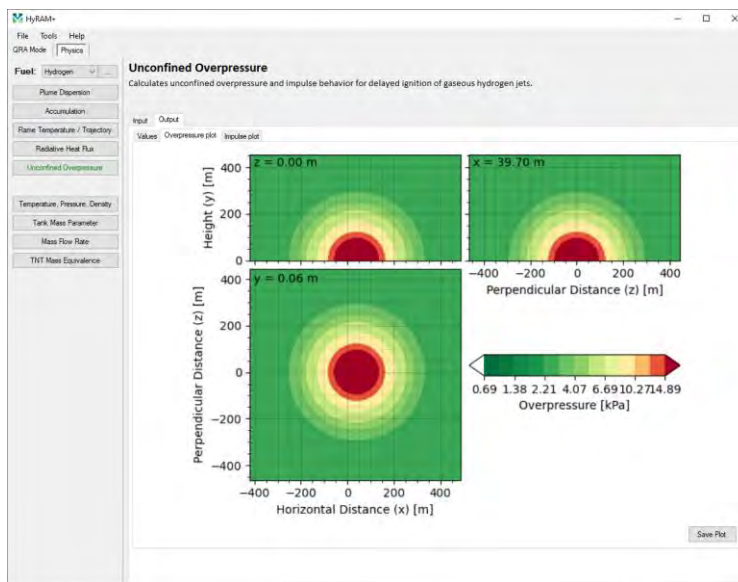 HyRAM+
File Tools Help
QRA Mode Physics
Fuel: Hydrogen ...
Plume Dispersion
Accumulation
Flame Temperature / Trajectory
Radiative Heat Flux
Unconfined Overpressure
Temperature, Pressure, Density
Tank Mass Parameter
Mass Flow Rate
TNT Mass Equivalence
Unconfined Overpressure
Calculates unconfined overpressure and impulse behavior for delayed ignition of gaseous hydrogen jets.
Input Output
Values Overpressure plot Impulse plot
z = 0.00 m
Height (y) [m]
400
200
0
x = 39.70 m
−400 −200 0 200 400
Perpendicular Distance (z) [m]
y = 0.06 m
Perpendicular Distance (z) [m]
400
200
0
−200
−400
−400 −200 0 200 400
Horizontal Distance (x) [m]
0.69 1.38 2.21 4.07 6.69 10.27 14.89
Overpressure [kPa]
Save Plot